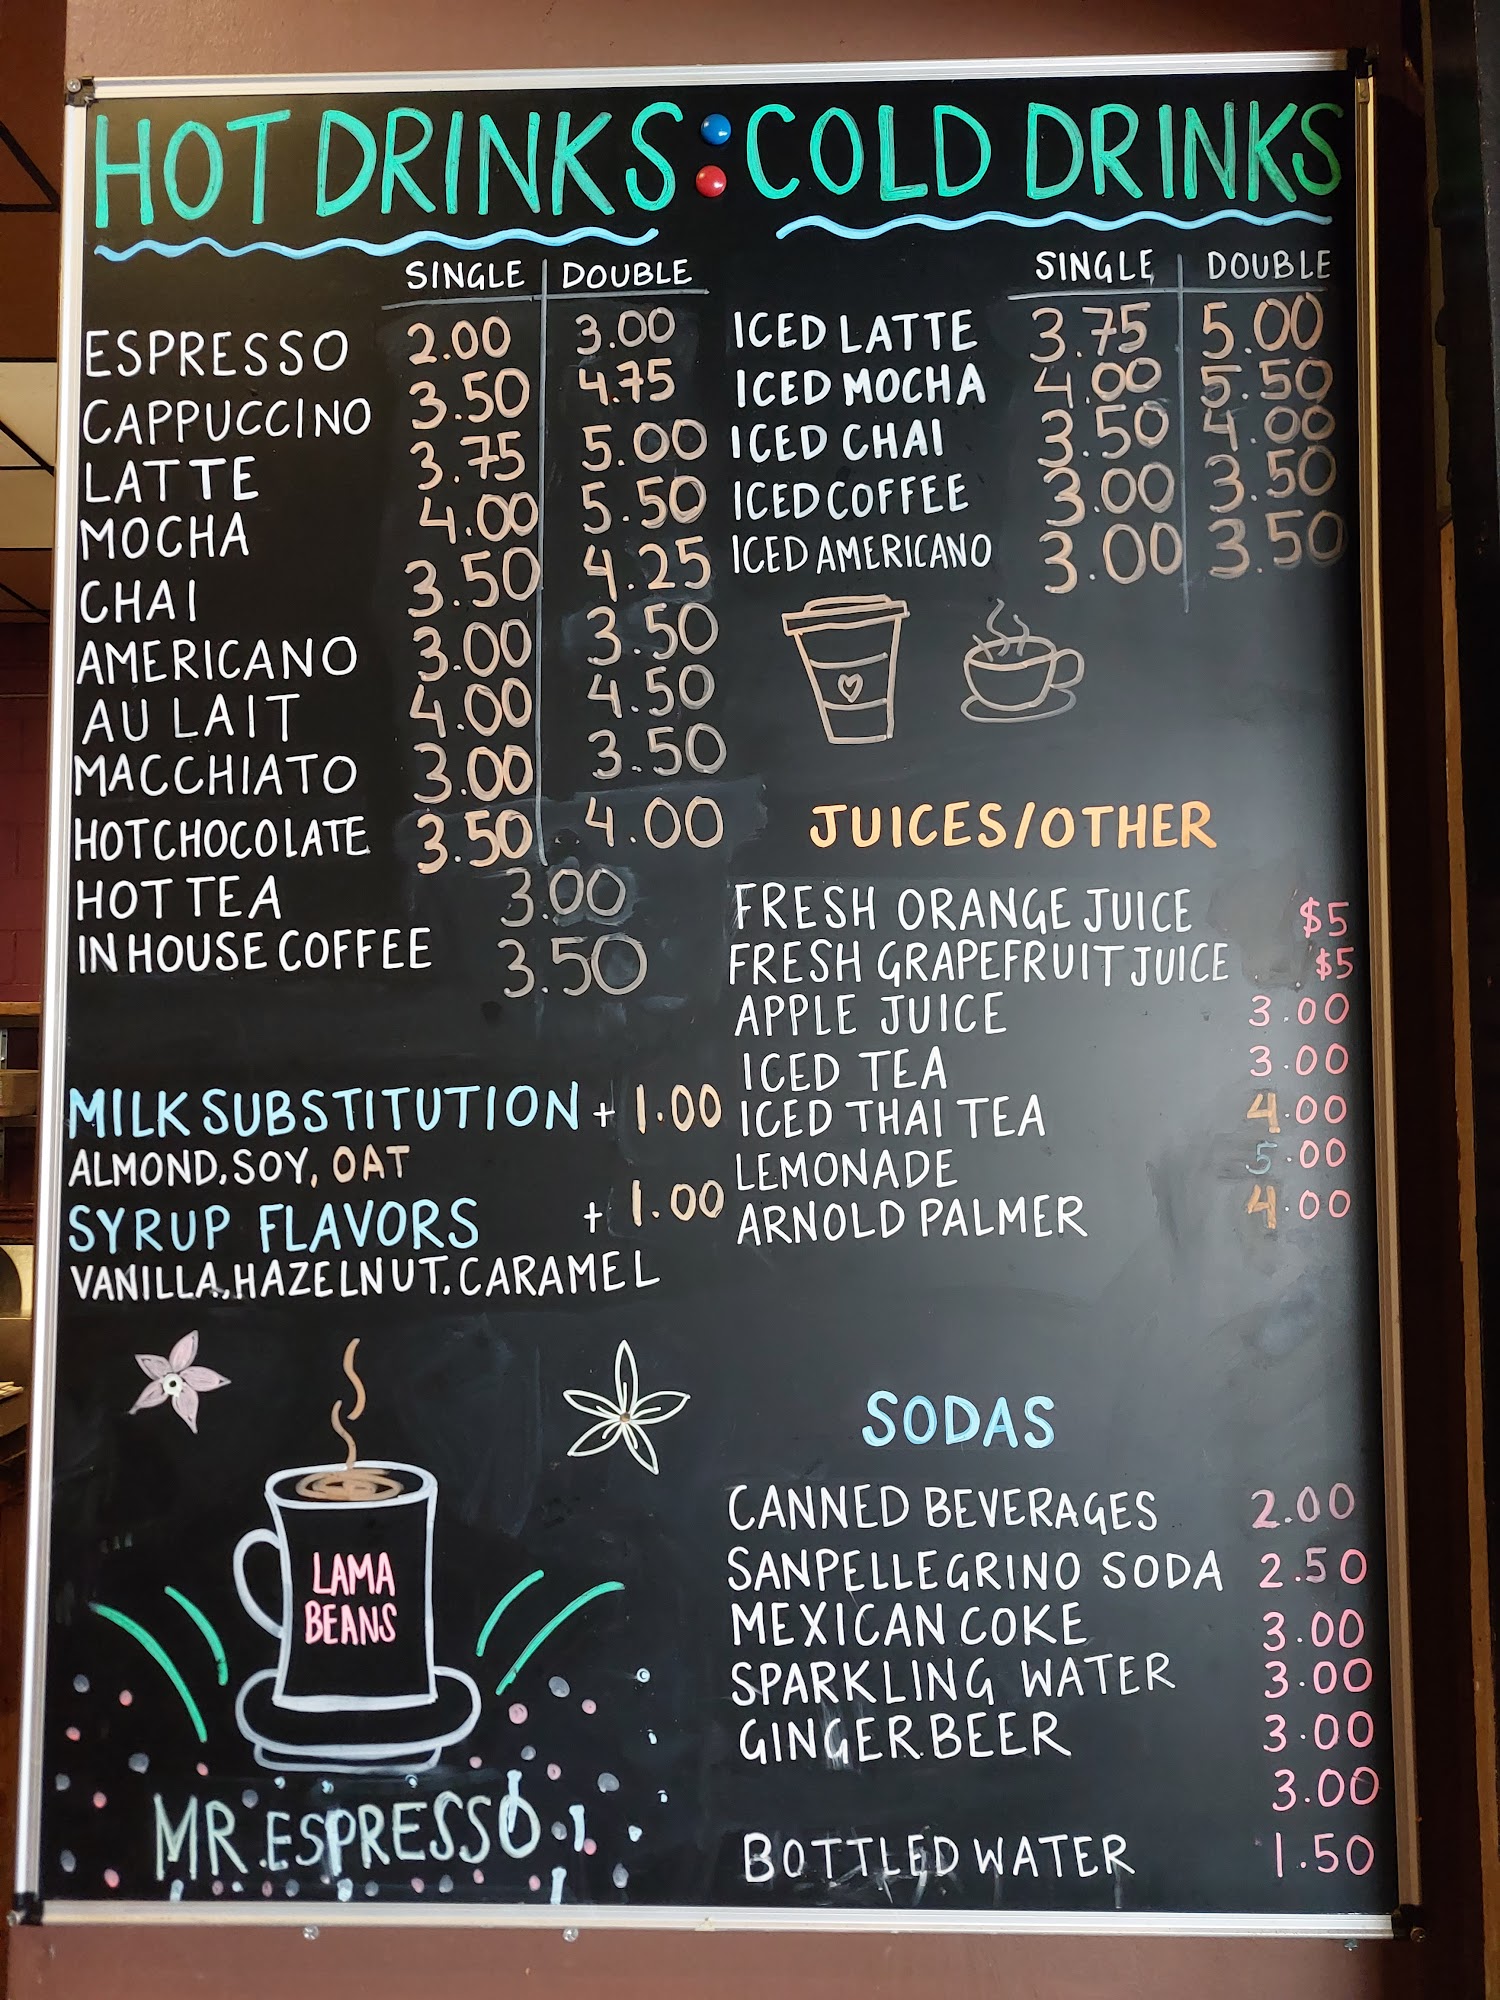 HOT DRINKS
SINGLE DOUBLE
ESPRESSO 2.00 3.00
CAPPUCCINO 3.50 4.75
LATTE 3.75 5.00
MOCHA 4.00 5.50
CHAI 3.50 4.25
AMERICANO 3.00 3.50
AU LAIT 4.00 4.50
MACCHIATO 3.00 3.50
HOT CHOCOLATE 3.50 4.00
HOT TEA 3.00
IN HOUSE COFFEE 3.50
MILK SUBSTITUTION + 1.00
ALMOND, SOY, OAT
SYRUP FLAVORS + 1.00
VANILLA, HAZELNUT, CARAMEL
LAMA
BEANS
MR. ESPRESSO
COLD DRINKS
SINGLE DOUBLE
ICED LATTE 3.75 5.00
ICED MOCHA 4.00 5.50
ICED CHAI 3.50 4.00
ICED COFFEE 3.00 3.50
ICED AMERICANO 3.00 3.50
JUICES/OTHER
FRESH ORANGE JUICE $5
FRESH GRAPEFRUIT JUICE $5
APPLE JUICE 3.00
ICED TEA 3.00
ICED THAI TEA 4.00
LEMONADE 5.00
ARNOLD PALMER 4.00
SODAS
CANNED BEVERAGES 2.00
SANPELLEGRINO SODA 2.50
MEXICAN COKE 3.00
SPARKLING WATER 3.00
GINGER BEER 3.00
3.00
BOTTLED WATER 1.50